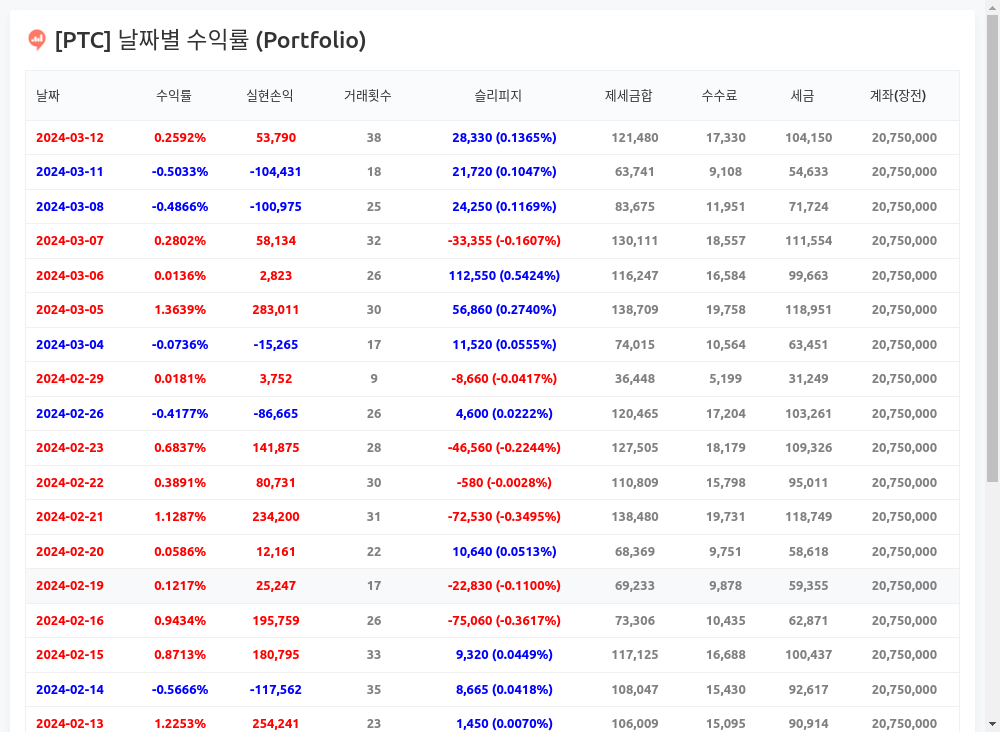 [PTC] 날짜별 수익률 (Portfolio)
날짜 수익률 실현손익 거래횟수 슬리피지 제세금합 수수료 세금 계좌(장전)
2024-03-12 0.2592% 53,790 38 28,330 (0.1365%) 121,480 17,330 104,150 20,750,000
2024-03-11 -0.5033% -104,431 18 21,720 (0.1047%) 63,741 9,108 54,633 20,750,000
2024-03-08 -0.4866% -100,975 25 24,250 (0.1169%) 83,675 11,951 71,724 20,750,000
2024-03-07 0.2802% 58,134 32 -33,355 (-0.1607%) 130,111 18,557 111,554 20,750,000
2024-03-06 0.0136% 2,823 26 112,550 (0.5424%) 116,247 16,584 99,663 20,750,000
2024-03-05 1.3639% 283,011 30 56,860 (0.2740%) 138,709 19,758 118,951 20,750,000
2024-03-04 -0.0736% -15,265 17 11,520 (0.0555%) 74,015 10,564 63,451 20,750,000
2024-02-29 0.0181% 3,752 9 -8,660 (-0.0417%) 36,448 5,199 31,249 20,750,000
2024-02-26 -0.4177% -86,665 26 4,600 (0.0222%) 120,465 17,204 103,261 20,750,000
2024-02-23 0.6837% 141,875 28 -46,560 (-0.2244%) 127,505 18,179 109,326 20,750,000
2024-02-22 0.3891% 80,731 30 -580 (-0.0028%) 110,809 15,798 95,011 20,750,000
2024-02-21 1.1287% 234,200 31 -72,530 (-0.3495%) 138,480 19,731 118,749 20,750,000
2024-02-20 0.0586% 12,161 22 10,640 (0.0513%) 68,369 9,751 58,618 20,750,000
2024-02-19 0.1217% 25,247 17 -22,830 (-0.1100%) 69,233 9,878 59,355 20,750,000
2024-02-16 0.9434% 195,759 26 -75,060 (-0.3617%) 73,306 10,435 62,871 20,750,000
2024-02-15 0.8713% 180,795 33 9,320 (0.0449%) 117,125 16,688 100,437 20,750,000
2024-02-14 -0.5666% -117,562 35 8,665 (0.0418%) 108,047 15,430 92,617 20,750,000
2024-02-13 1.2253% 254,241 23 1,450 (0.0070%) 106,009 15,095 90,914 20,750,000